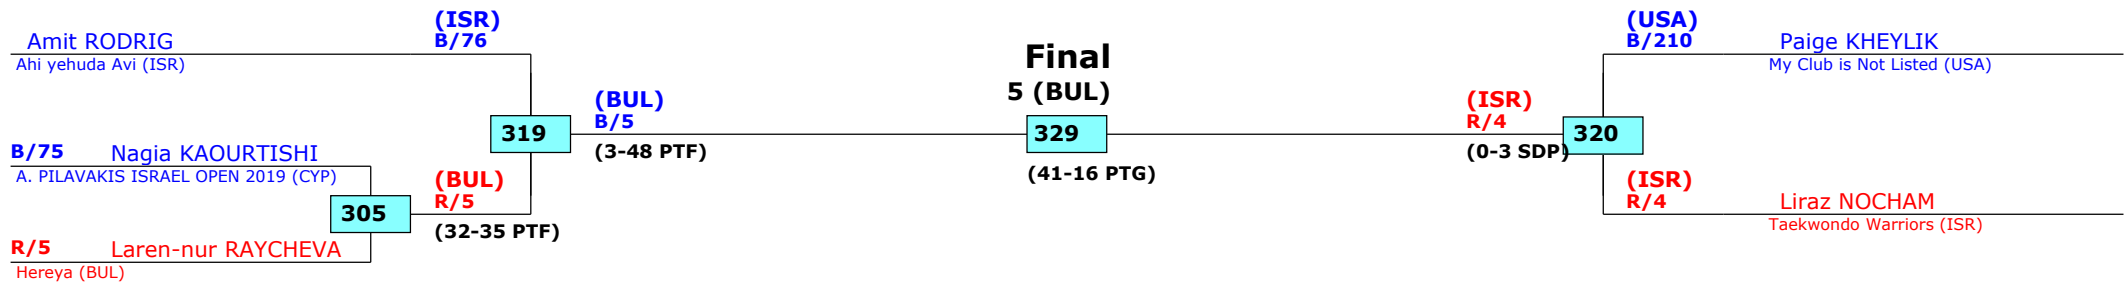 (ISR)
B/76
Amit RODRIG
Ahi yehuda Avi (ISR)
B/75 Nagia KAOURTISHI
A. PILAVAKIS ISRAEL OPEN 2019 (CYP)
305
R/5 Laren-nur RAYCHEVA
Hereya (BUL)
(BUL)
R/5
(32-35 PTF)
319
(BUL)
B/5
(3-48 PTF)
Final
5 (BUL)
329
(41-16 PTG)
(ISR)
R/4
(0-3 SDP)
320
(USA)
B/210
Paige KHEYLIK
My Club is Not Listed (USA)
(ISR)
R/4
Liraz NOCHAM
Taekwondo Warriors (ISR)